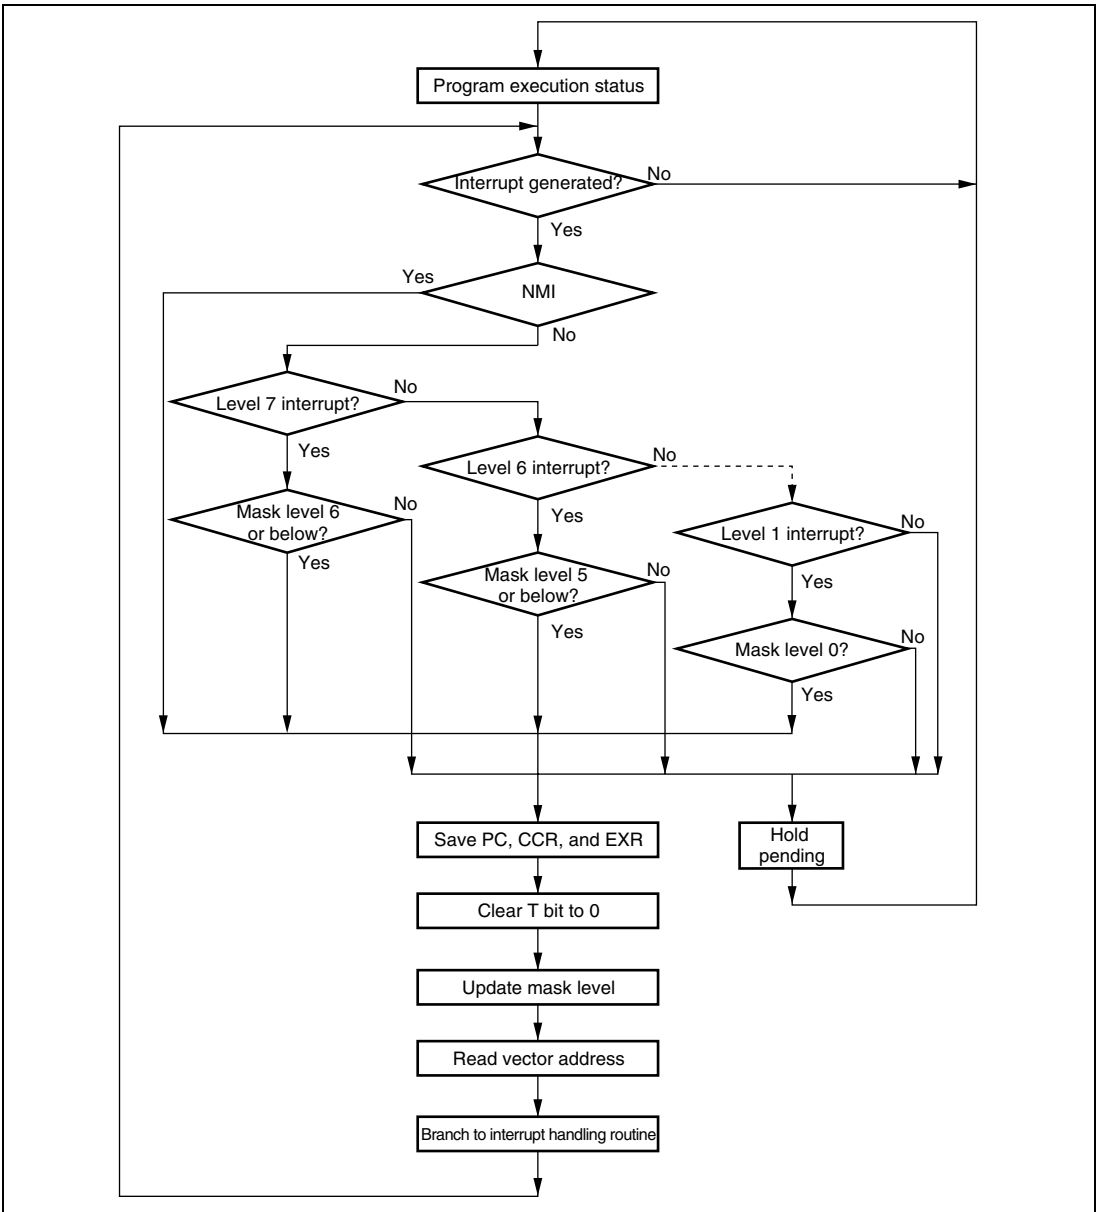 Program execution status
Interrupt generated?
No
Yes
Yes
NMI
No
Level 7 interrupt?
No
Yes
Level 6 interrupt?
No
Yes
Mask level 6
or below?
No
Yes
Level 1 interrupt?
No
Yes
Mask level 5
or below?
No
Yes
Mask level 0?
No
Yes
Save PC, CCR, and EXR
Hold
pending
Clear T bit to 0
Update mask level
Read vector address
Branch to interrupt handling routine